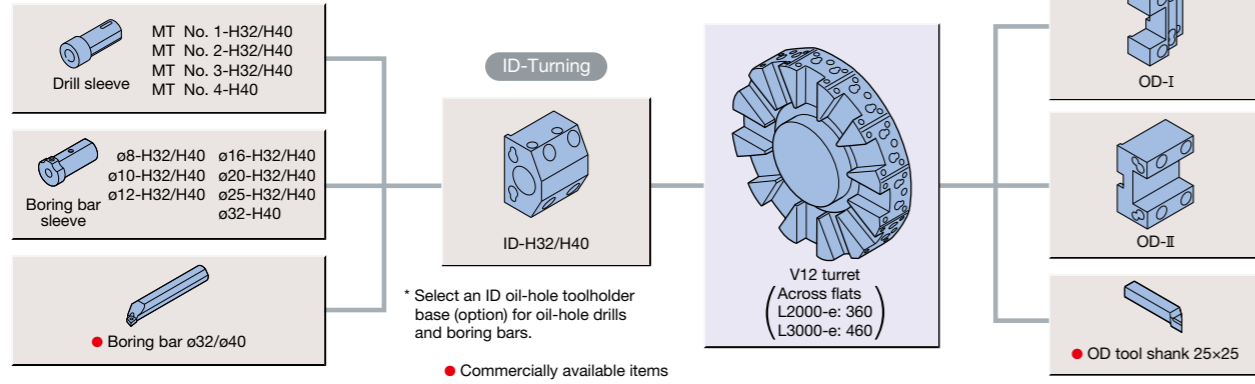 Drill sleeve
MT No. 1-H32/H40
MT No. 2-H32/H40
MT No. 3-H32/H40
MT No. 4-H40
Boring bar
sleeve
ø8-H32/H40 ø16-H32/H40
ø10-H32/H40 ø20-H32/H40
ø12-H32/H40 ø25-H32/H40
ø32-H40
● Boring bar ø32/ø40
ID-Turning
ID-H32/H40
* Select an ID oil-hole toolholder
base (option) for oil-hole drills
and boring bars.
● Commercially available items
V12 turret
(Across flats
L2000-e: 360
L3000-e: 460)
OD-I
OD-Ⅱ
● OD tool shank 25×25